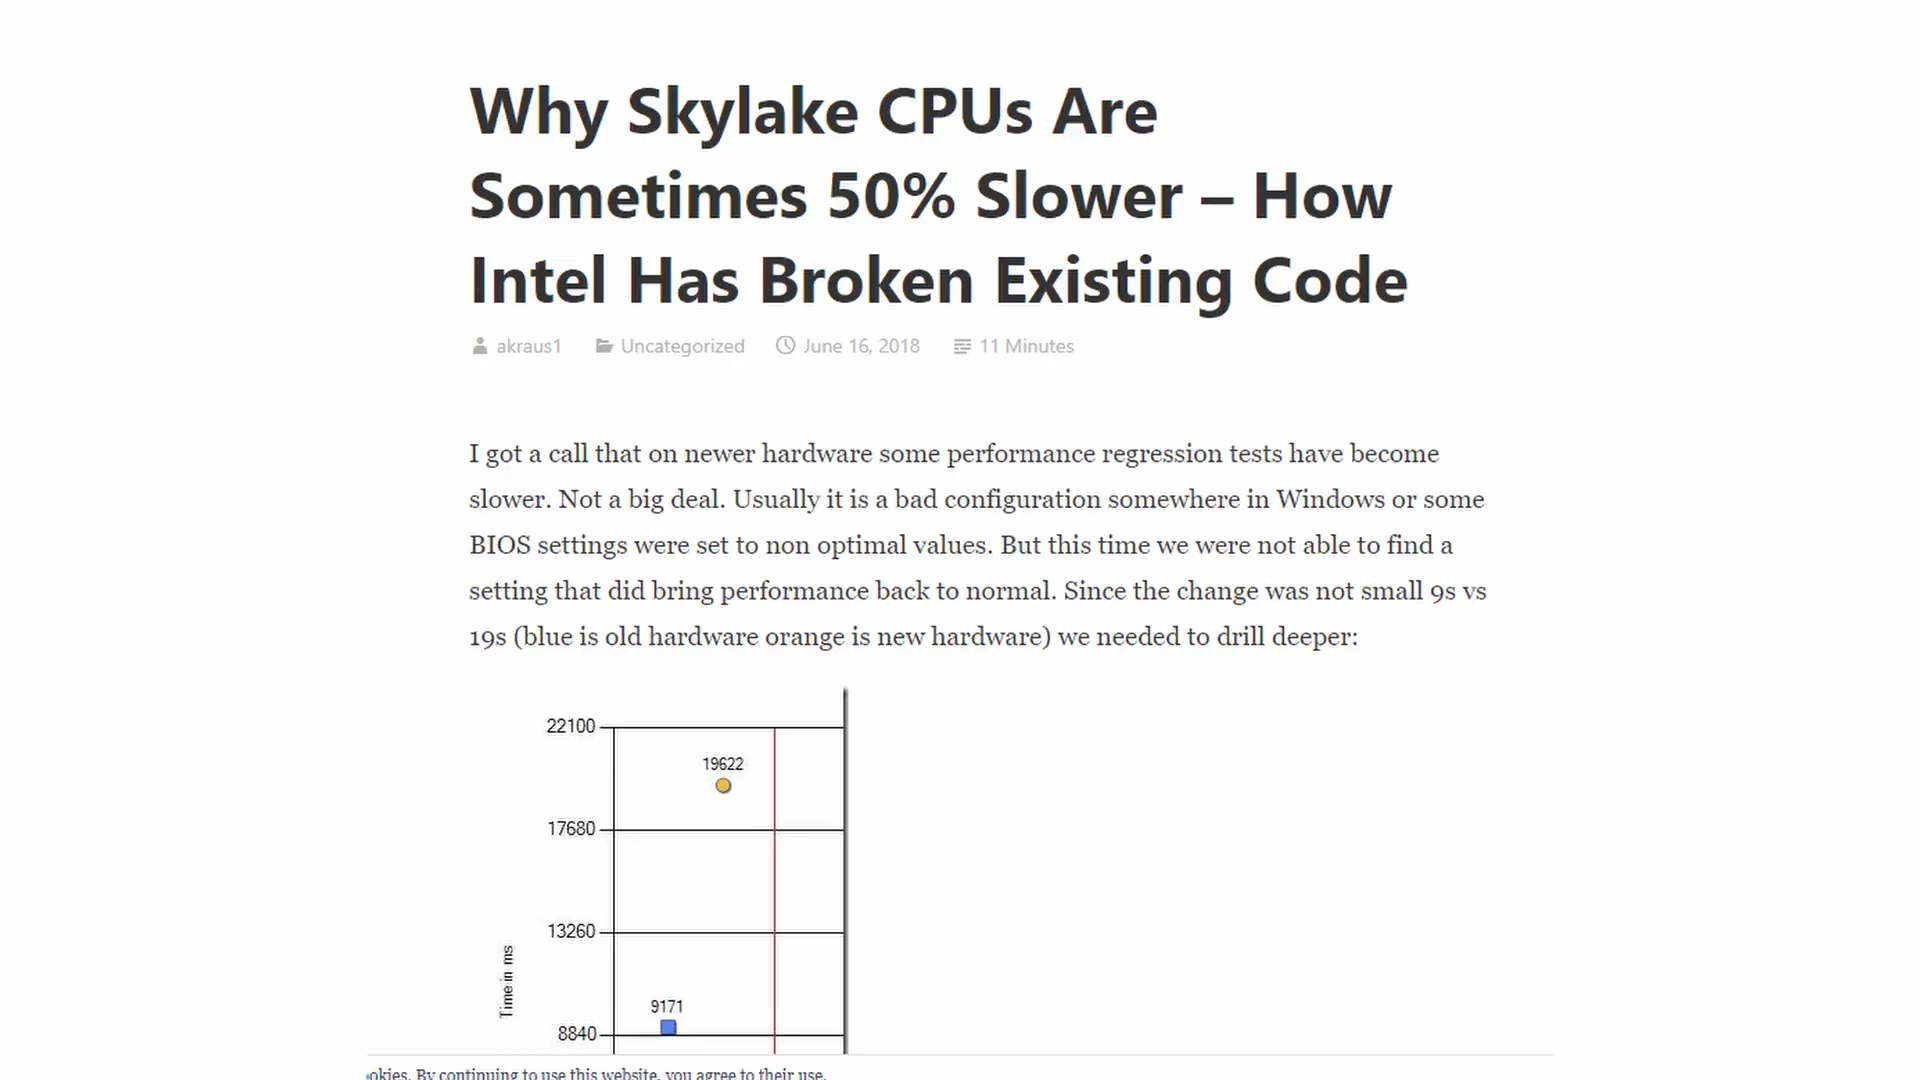 Why Skylake CPUs Are
Sometimes 50% Slower – How
Intel Has Broken Existing Code
akraus1 Uncategorized June 16, 2018 11 Minutes
I got a call that on newer hardware some performance regression tests have become
slower. Not a big deal. Usually it is a bad configuration somewhere in Windows or some
BIOS settings were set to non optimal values. But this time we were not able to find a
setting that did bring performance back to normal. Since the change was not small 9s vs
19s (blue is old hardware orange is new hardware) we needed to drill deeper:
22100
19622
17680
13260
Time in ms
9171
8840
okies. By continuing to use this website, you agree to their use.